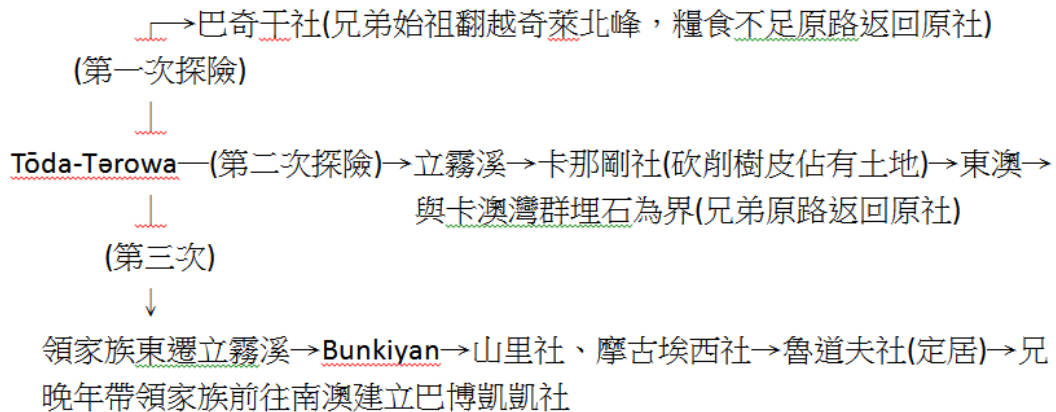 ┌→巴奇干社(兄弟始祖翻越奇萊北峰，糧食不足原路返回原社)
(第一次探險)
│
Tōda-Tərowa—(第二次探險)→立霧溪→卡那剛社(砍削樹皮佔有土地)→東澳→
與卡澳灣群埋石為界(兄弟原路返回原社)
│
(第三次)
↓
領家族東遷立霧溪→Bunkiyan→山里社、摩古埃西社→魯道夫社(定居)→兄
晚年帶領家族前往南澳建立巴博凱凱社